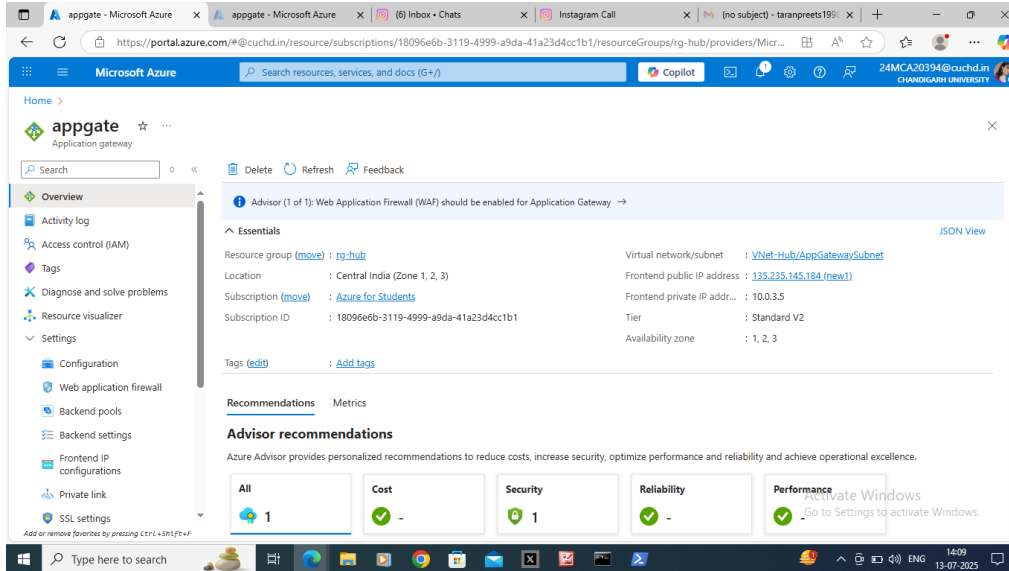 appgate - Microsoft Azure
appgate - Microsoft Azure
(6) Inbox • Chats
Instagram Call
(no subject) - taranpreets199
https://portal.azure.com/#@cuchd.in/resource/subscriptions/18096e6b-3119-4999-a9da-41a23d4cc1b1/resourceGroups/rg-hub/providers/Micr...
Microsoft Azure
Search resources, services, and docs (G+/)
Copilot
1
24MCA20394@cuchd.in
CHANDIGARH UNIVERSITY
Home >
appgate
Application gateway
Search
Delete Refresh Feedback
Overview
Activity log
Access control (IAM)
Tags
Diagnose and solve problems
Resource visualizer
Settings
Configuration
Web application firewall
Backend pools
Backend settings
Frontend IP
configurations
Private link
SSL settings
Add or remove favorites by pressing Ctrl+Shift+F
Advisor (1 of 1): Web Application Firewall (WAF) should be enabled for Application Gateway →
Essentials
JSON View
Resource group (move) : rg-hub
Location : Central India (Zone 1, 2, 3)
Subscription (move) : Azure for Students
Subscription ID : 18096e6b-3119-4999-a9da-41a23d4cc1b1
Virtual network/subnet : VNet-Hub/AppGatewaySubnet
Frontend public IP address : 135.235.145.184 (new1)
Frontend private IP addr... : 10.0.3.5
Tier : Standard V2
Availability zone : 1, 2, 3
Tags (edit) : Add tags
Recommendations Metrics
Advisor recommendations
Azure Advisor provides personalized recommendations to reduce costs, increase security, optimize performance and reliability and achieve operational excellence.
All
1
Cost
-
Security
1
Reliability
-
Performance
-
Activate Windows
Go to Settings to activate Windows.
Type here to search
ENG
14:09
13-07-2025